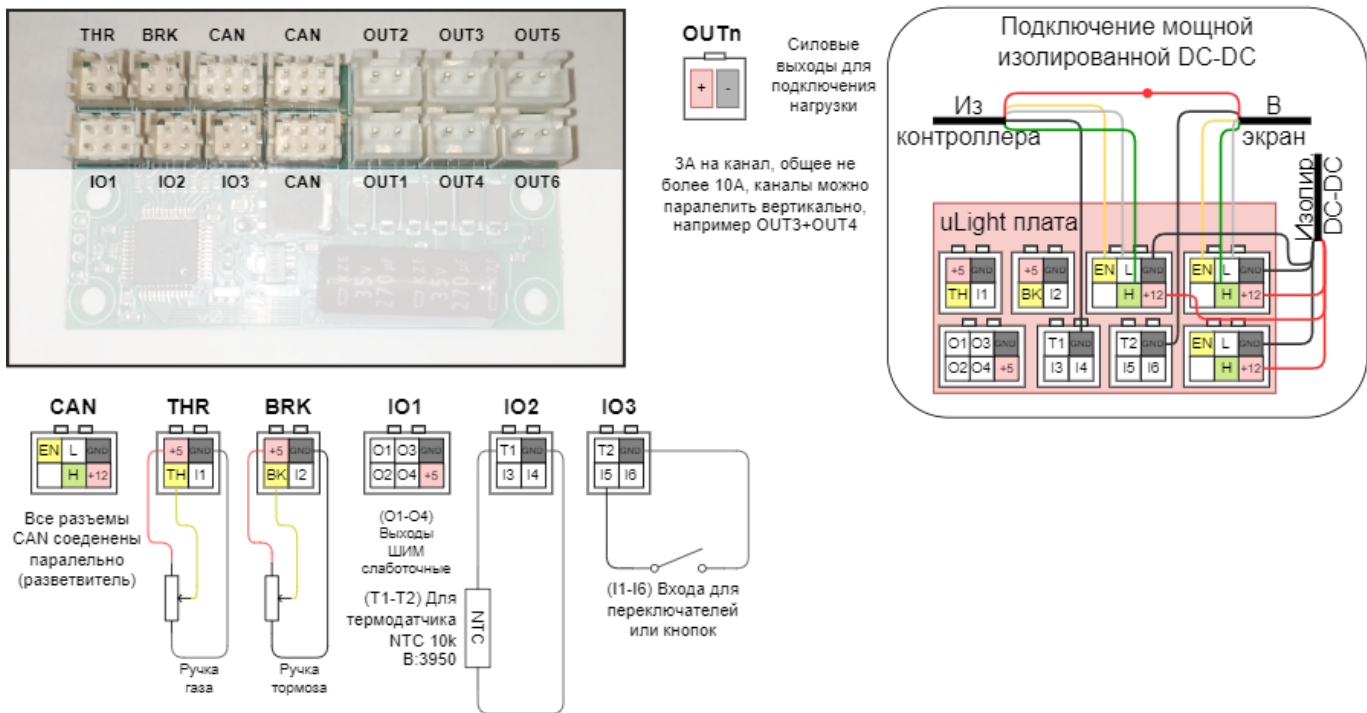 THR BRK CAN CAN OUT2 OUT3 OUT5
IO1 IO2 IO3 CAN OUT1 OUT4 OUT6
35V
270µF
35V
270µF
OUTn
+ -
Силовые
выходы для
подключения
нагрузки
3А на канал, общее не
более 10А, каналы можно
паралелить вертикально,
например OUT3+OUT4
Подключение мощной
изолированной DC-DC
Из
контроллера
В
экран
Изолир
DC-DC
uLight плата
+5 GND
TH I1
+5 GND
BK I2
EN L GND
H +12
EN L GND
H +12
O1 O3 GND
O2 O4 +5
T1 GND
I3 I4
T2 GND
I5 I6
EN L GND
H +12
CAN
EN L GND
H +12
Все разъемы
CAN соеденены
паралельно
(разветвитель)
THR
+5 GND
TH I1
Ручка
газа
BRK
+5 GND
BK I2
Ручка
тормоза
IO1
O1 O3 GND
O2 O4 +5
(O1-O4)
Выходы
ШИМ
слаботочные
IO2
T1 GND
I3 I4
(T1-T2) Для
термодатчика
NTC 10k
B:3950
NTC
IO3
T2 GND
I5 I6
(I1-I6) Входа для
переключателей
или кнопок